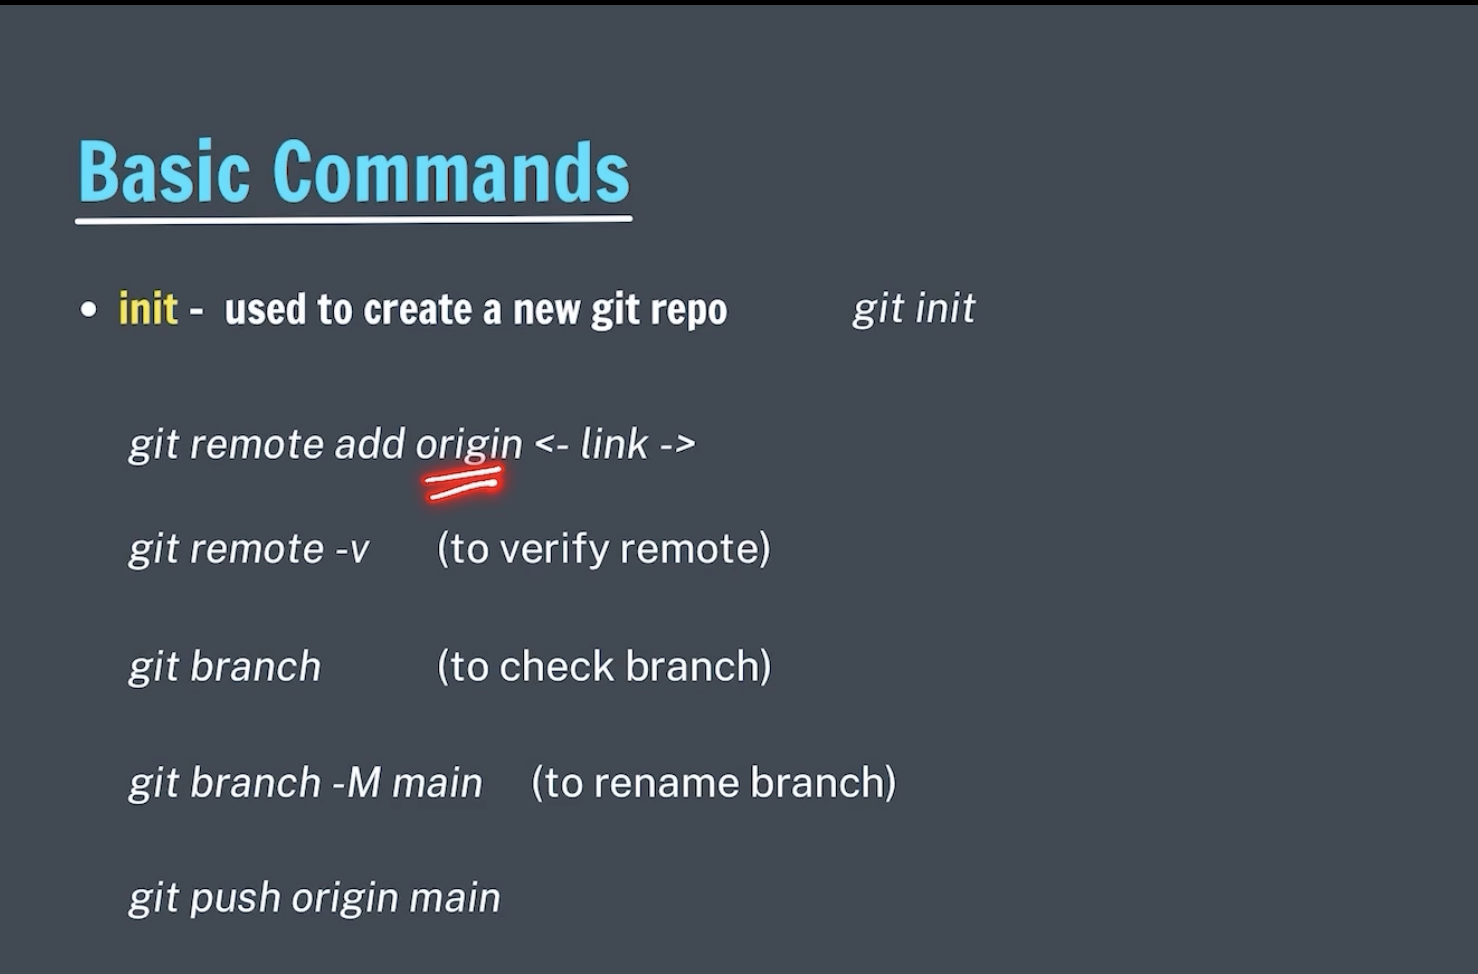 Basic Commands
• init - used to create a new git repo git init
git remote add origin <- link ->
git remote -v (to verify remote)
git branch (to check branch)
git branch -M main (to rename branch)
git push origin main